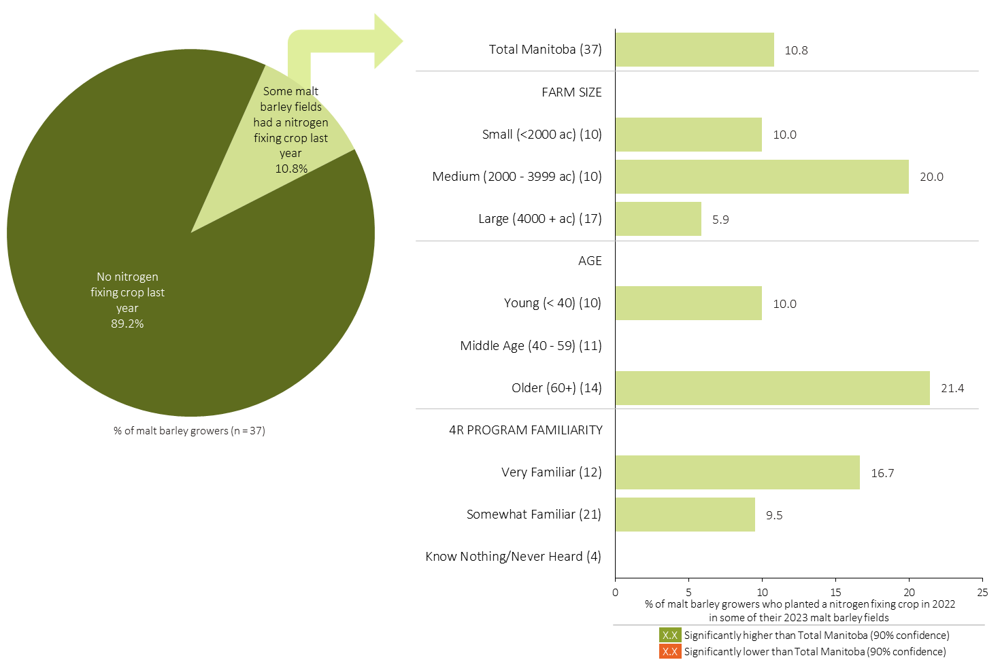 Some malt
barley fields
had a nitrogen
fixing crop last
year
10.8%
No nitrogen
fixing crop last
year
89.2%
% of malt barley growers (n = 37)
Total Manitoba (37)
10.8
FARM SIZE
Small (<2000 ac) (10)
10.0
Medium (2000 - 3999 ac) (10)
20.0
Large (4000 + ac) (17)
5.9
AGE
Young (< 40) (10)
10.0
Middle Age (40 - 59) (11)
Older (60+) (14)
21.4
4R PROGRAM FAMILIARITY
Very Familiar (12)
16.7
Somewhat Familiar (21)
9.5
Know Nothing/Never Heard (4)
0 5 10 15 20 25
% of malt barley growers who planted a nitrogen fixing crop in 2022
in some of their 2023 malt barley fields
X.X Significantly higher than Total Manitoba (90% confidence)
X.X Significantly lower than Total Manitoba (90% confidence)